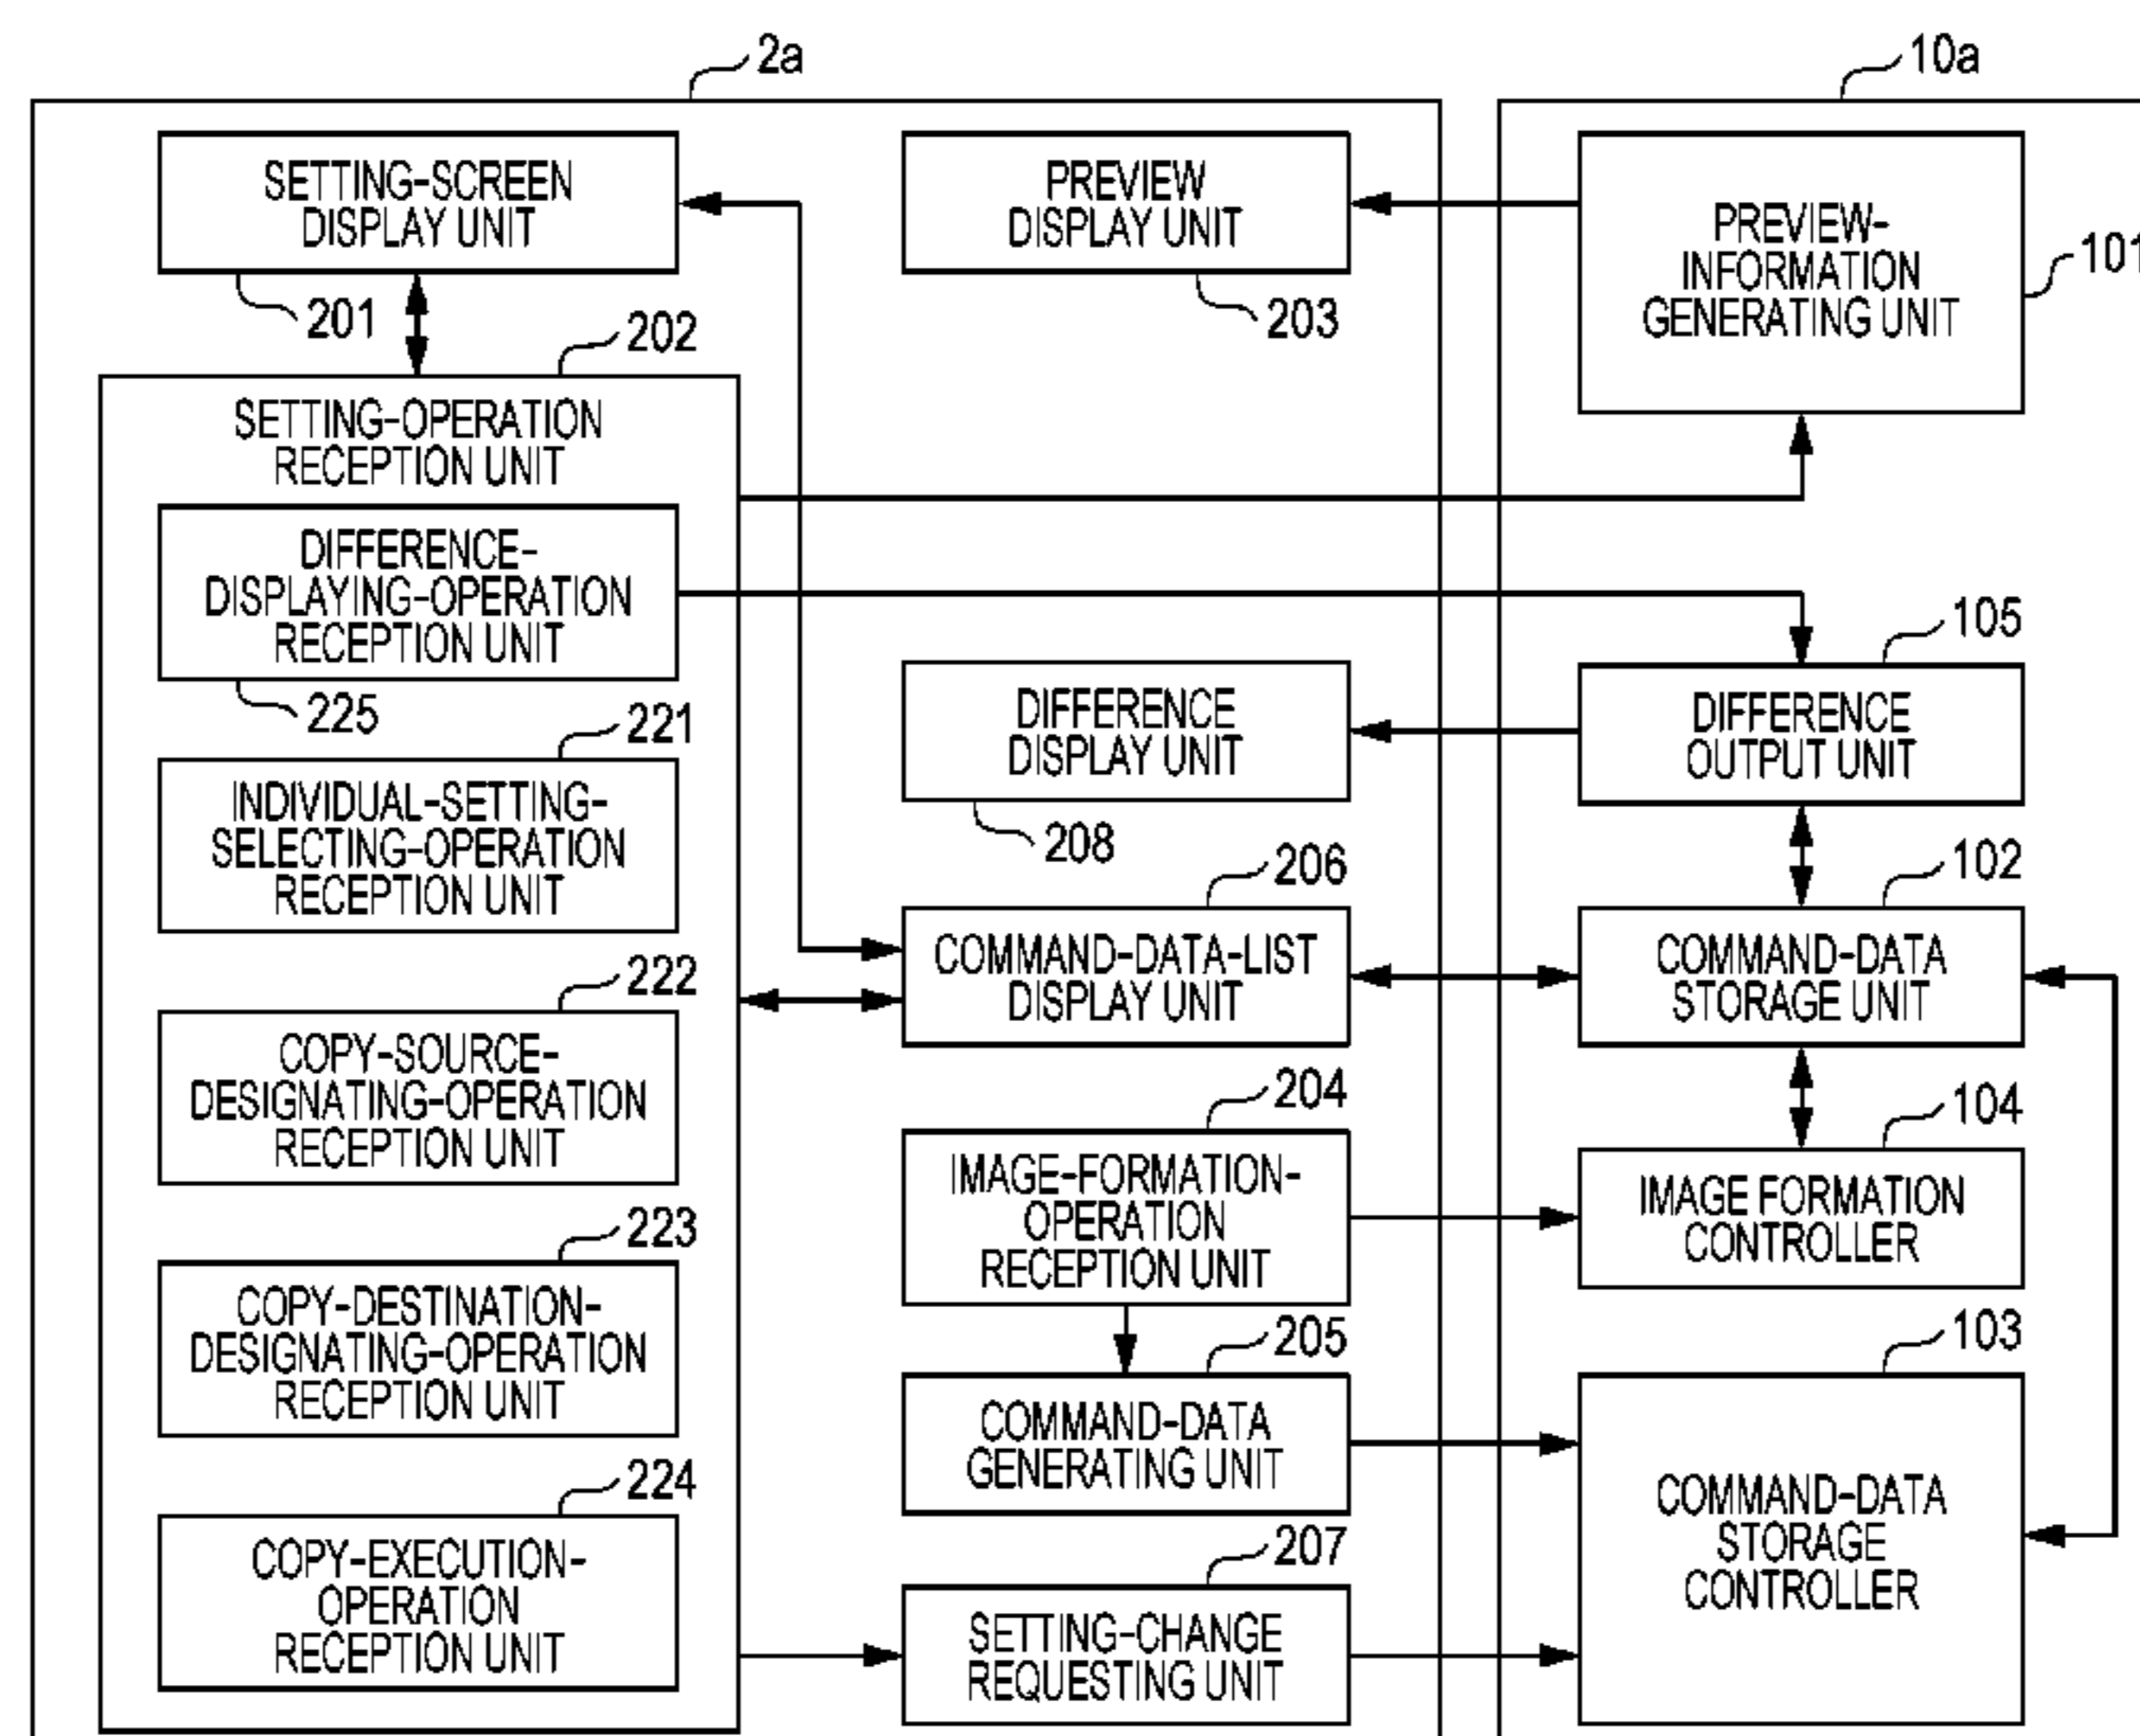 2a
10a
SETTING-SCREEN
DISPLAY UNIT
201
PREVIEW
DISPLAY UNIT
203
PREVIEW-
INFORMATION
GENERATING UNIT
101
202
SETTING-OPERATION
RECEPTION UNIT
DIFFERENCE-
DISPLAYING-OPERATION
RECEPTION UNIT
225
221
INDIVIDUAL-SETTING-
SELECTING-OPERATION
RECEPTION UNIT
222
COPY-SOURCE-
DESIGNATING-OPERATION
RECEPTION UNIT
223
COPY-DESTINATION-
DESIGNATING-OPERATION
RECEPTION UNIT
224
COPY-EXECUTION-
OPERATION
RECEPTION UNIT
DIFFERENCE
DISPLAY UNIT
208
206
COMMAND-DATA-LIST
DISPLAY UNIT
204
IMAGE-FORMATION-
OPERATION
RECEPTION UNIT
205
COMMAND-DATA
GENERATING UNIT
207
SETTING-CHANGE
REQUESTING UNIT
105
DIFFERENCE
OUTPUT UNIT
102
COMMAND-DATA
STORAGE UNIT
104
IMAGE FORMATION
CONTROLLER
103
COMMAND-DATA
STORAGE
CONTROLLER